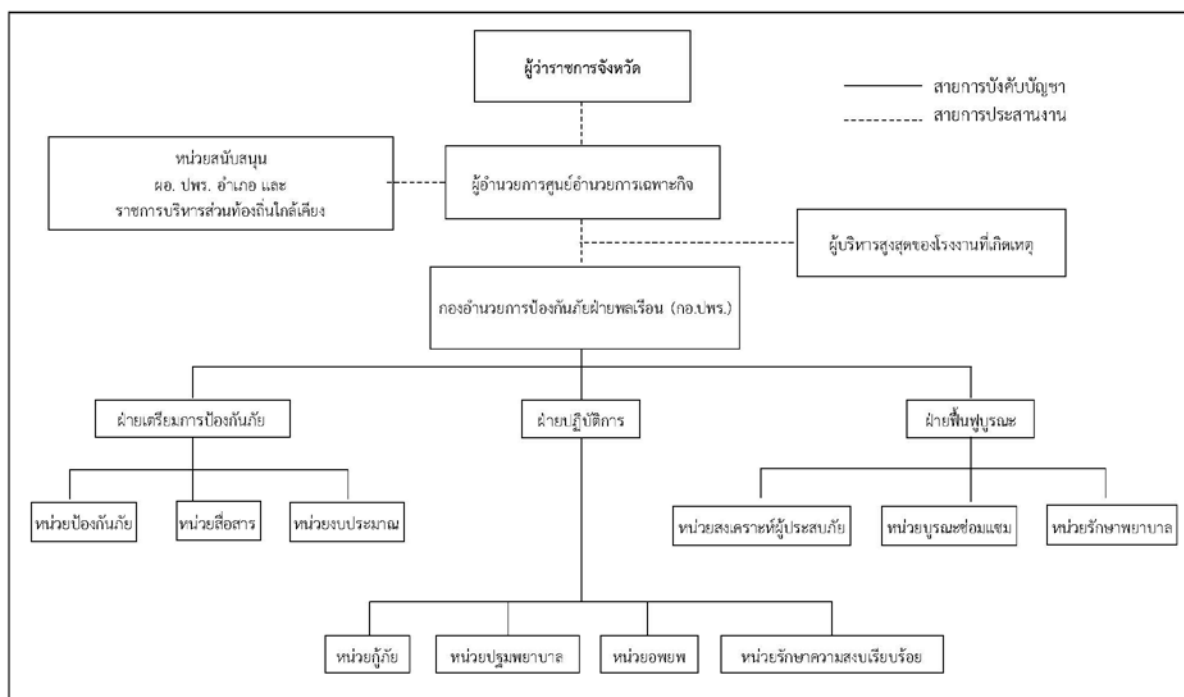 ผู้ว่าราชการจังหวัด
สายการบังคับบัญชา
สายการประสานงาน
หน่วยสนับสนุน
ผอ. ปพร. อำเภอ และ
ราชการบริหารส่วนท้องถิ่นใกล้เคียง
ผู้อำนวยการศูนย์อำนวยการเฉพาะกิจ
ผู้บริหารสูงสุดของโรงงานที่เกิดเหตุ
กองอำนวยการป้องกันภัยฝ่ายพลเรือน (กอ.ปพร.)
ฝ่ายเตรียมการป้องกันภัย
ฝ่ายปฏิบัติการ
ฝ่ายฟื้นฟูบูรณะ
หน่วยป้องกันภัย
หน่วยสื่อสาร
หน่วยงบประมาณ
หน่วยสงเคราะห์ผู้ประสบภัย
หน่วยบูรณะซ่อมแซม
หน่วยรักษาพยาบาล
หน่วยกู้ภัย
หน่วยปฐมพยาบาล
หน่วยอพยพ
หน่วยรักษาความสงบเรียบร้อย